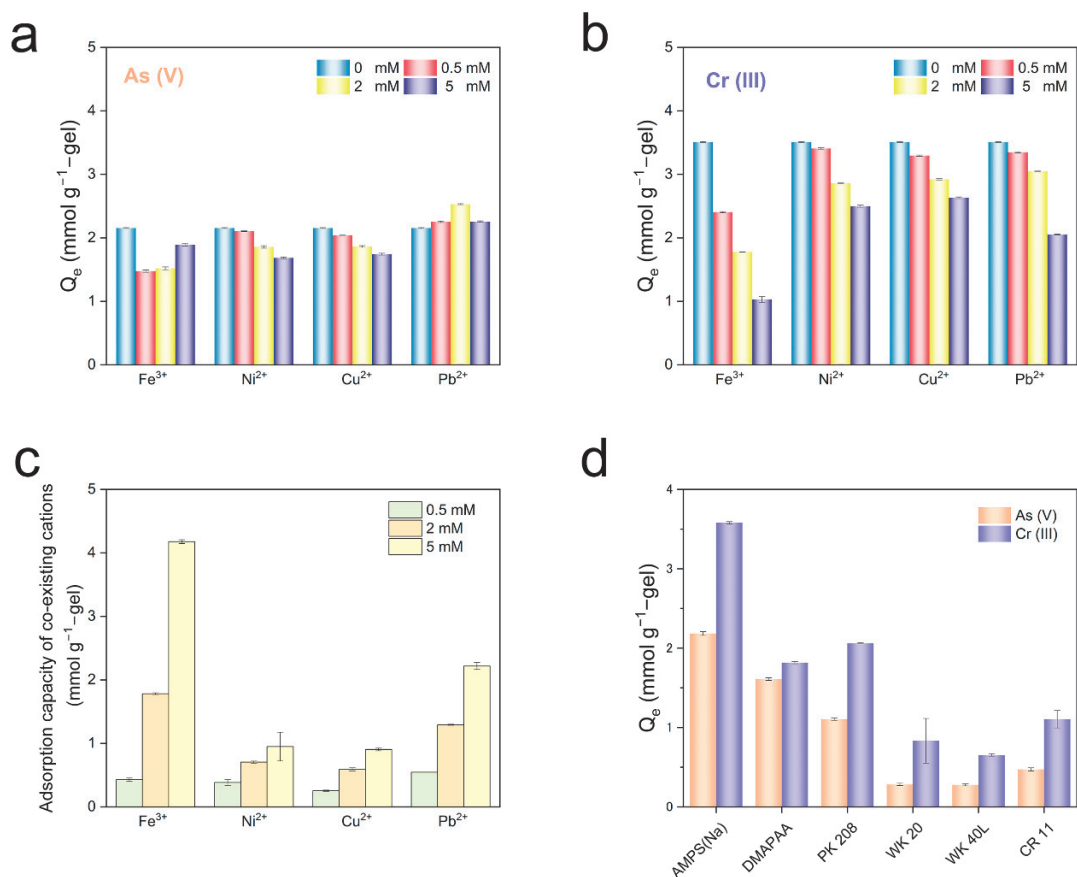 a
As (V)
0 mM 0.5 mM
2 mM 5 mM
Qₑ (mmol g⁻¹−gel)
5
4
3
2
1
0
Fe³⁺ Ni²⁺ Cu²⁺ Pb²⁺
b
Cr (III)
0 mM 0.5 mM
2 mM 5 mM
Qₑ (mmol g⁻¹−gel)
5
4
3
2
1
0
Fe³⁺ Ni²⁺ Cu²⁺ Pb²⁺
c
0.5 mM
2 mM
5 mM
Adsorption capacity of co-existing cations
(mmol g⁻¹−gel)
5
4
3
2
1
0
Fe³⁺ Ni²⁺ Cu²⁺ Pb²⁺
d
As (V)
Cr (III)
Qₑ (mmol g⁻¹−gel)
4
3
2
1
0
AMPS(Na) DMAPAA PK 208 WK 20 WK 40L CR 11